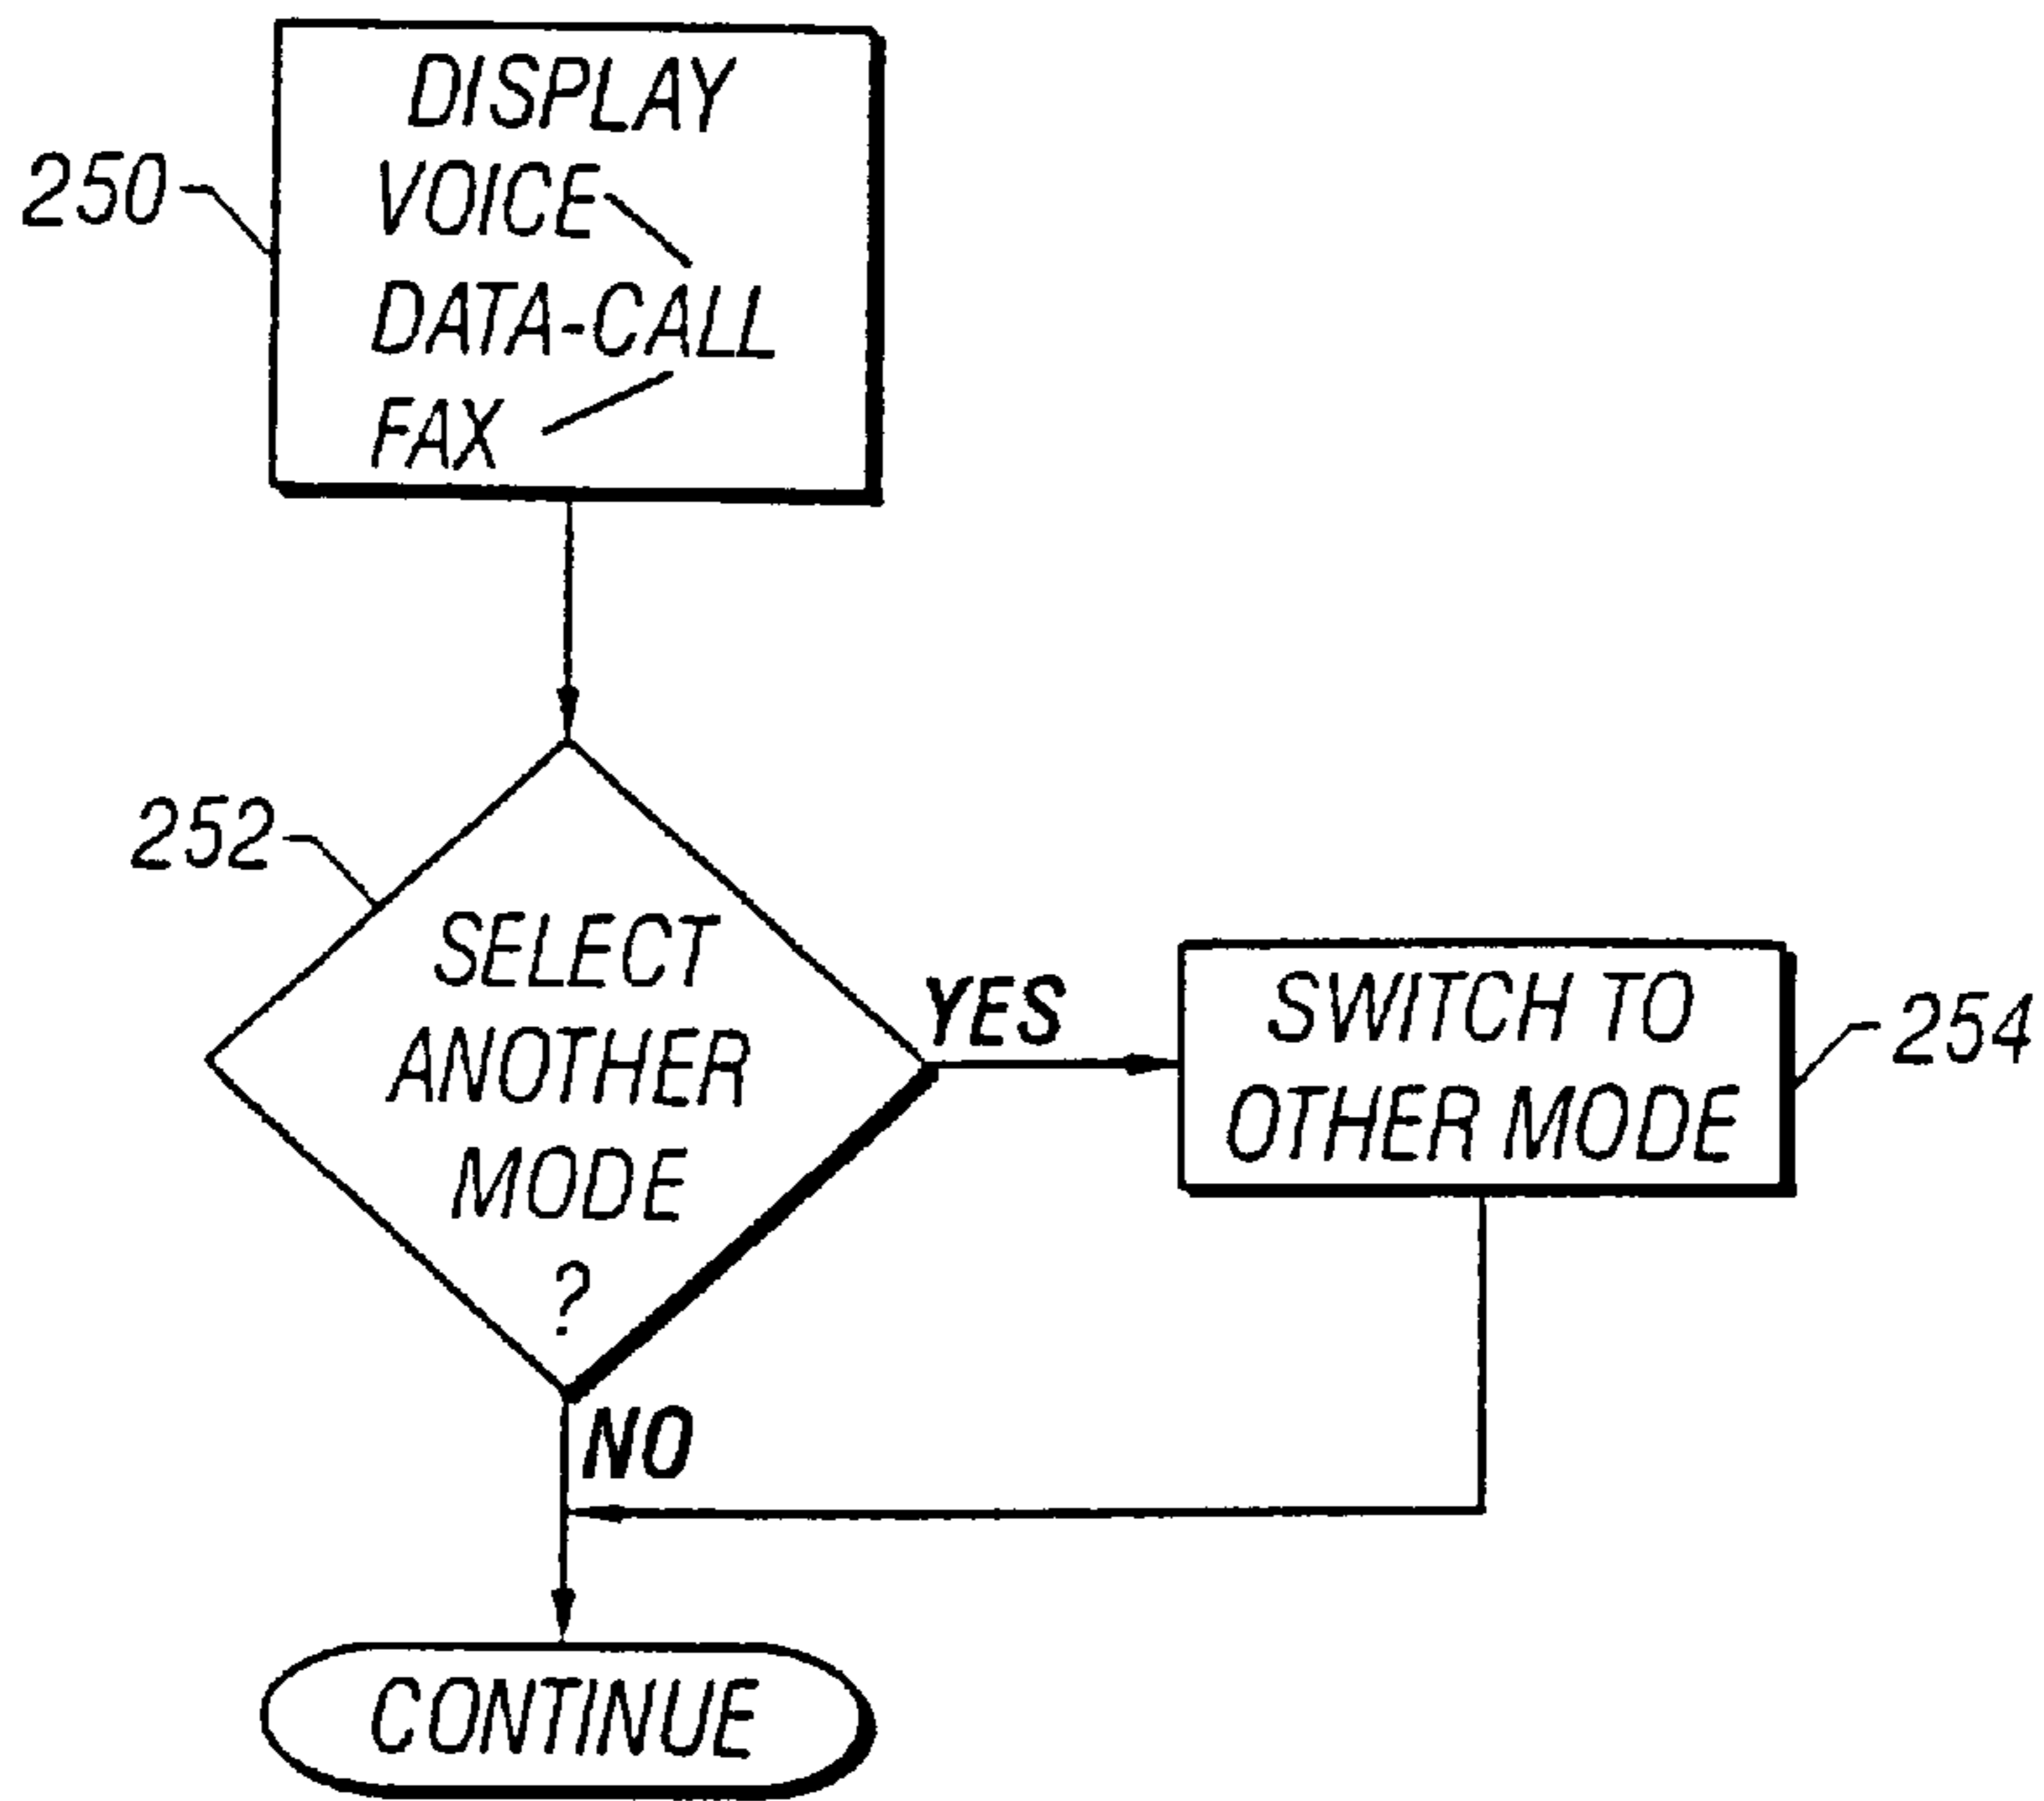 DISPLAY
250
VOICE
DATA-CALL
FAX
252
SELECT
ANOTHER
MODE
?
YES
SWITCH TO
OTHER MODE
254
NO
CONTINUE